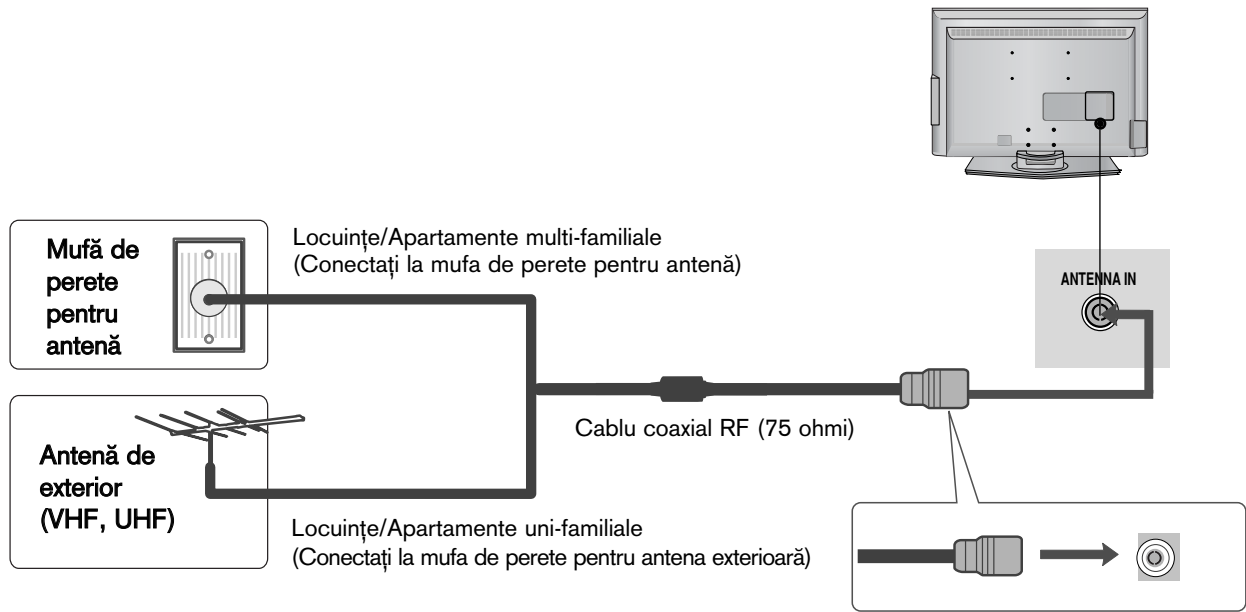 Mufă de
perete
pentru
antenă
Locuințe/Apartamente multi-familiale
(Conectați la mufa de perete pentru antenă)
ANTENNA IN
Cablu coaxial RF (75 ohmi)
Antenă de
exterior
(VHF, UHF)
Locuințe/Apartamente uni-familiale
(Conectați la mufa de perete pentru antena exterioară)